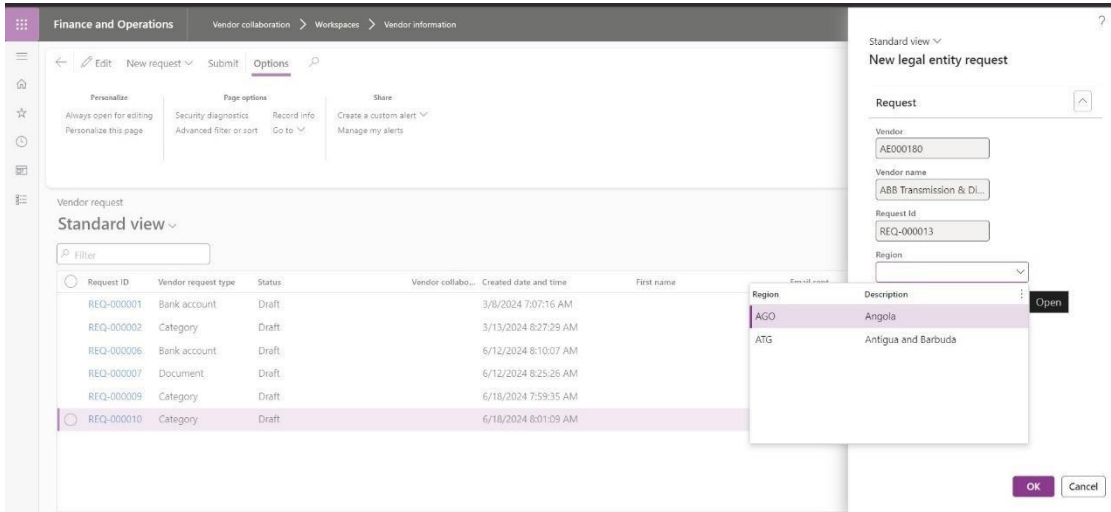 Finance and Operations
Vendor collaboration > Workspaces > Vendor information
?
Edit New request Submit Options
Personalize Page options Share
Always open for editing Security diagnostics Record info Create a custom alert
Personalize this page Advanced filter or sort Go to Manage my alerts
Vendor request
Standard view
Filter
Request ID Vendor request type Status Vendor collabo... Created date and time First name Email sent
REQ-000001 Bank account Draft 3/8/2024 7:07:16 AM
REQ-000002 Category Draft 3/13/2024 8:27:29 AM
REQ-000006 Bank account Draft 6/12/2024 8:10:07 AM
REQ-000007 Document Draft 6/12/2024 8:25:26 AM
REQ-000009 Category Draft 6/18/2024 7:59:35 AM
REQ-000010 Category Draft 6/18/2024 8:01:09 AM
Standard view
New legal entity request
Request
Vendor
AE000180
Vendor name
ABB Transmission & Di...
Request Id
REQ-000013
Region
Region Description
Open
AGO Angola
ATG Antigua and Barbuda
OK Cancel